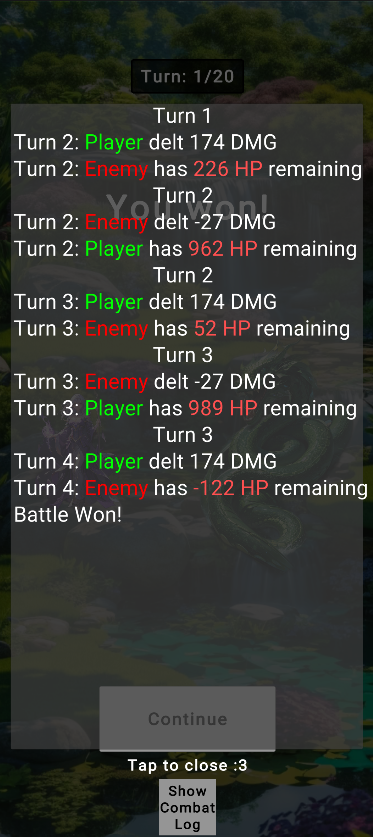 Turn: 1/20
Turn 1
Turn 2: Player delt 174 DMG
Turn 2: Enemy has 226 HP remaining
You won!
Turn 2
Turn 2: Enemy delt -27 DMG
Turn 2: Player has 962 HP remaining
Turn 2
Turn 3: Player delt 174 DMG
Turn 3: Enemy has 52 HP remaining
Turn 3
Turn 3: Enemy delt -27 DMG
Turn 3: Player has 989 HP remaining
Turn 3
Turn 4: Player delt 174 DMG
Turn 4: Enemy has -122 HP remaining
Battle Won!
Continue
Tap to close :3
Show
Combat
Log